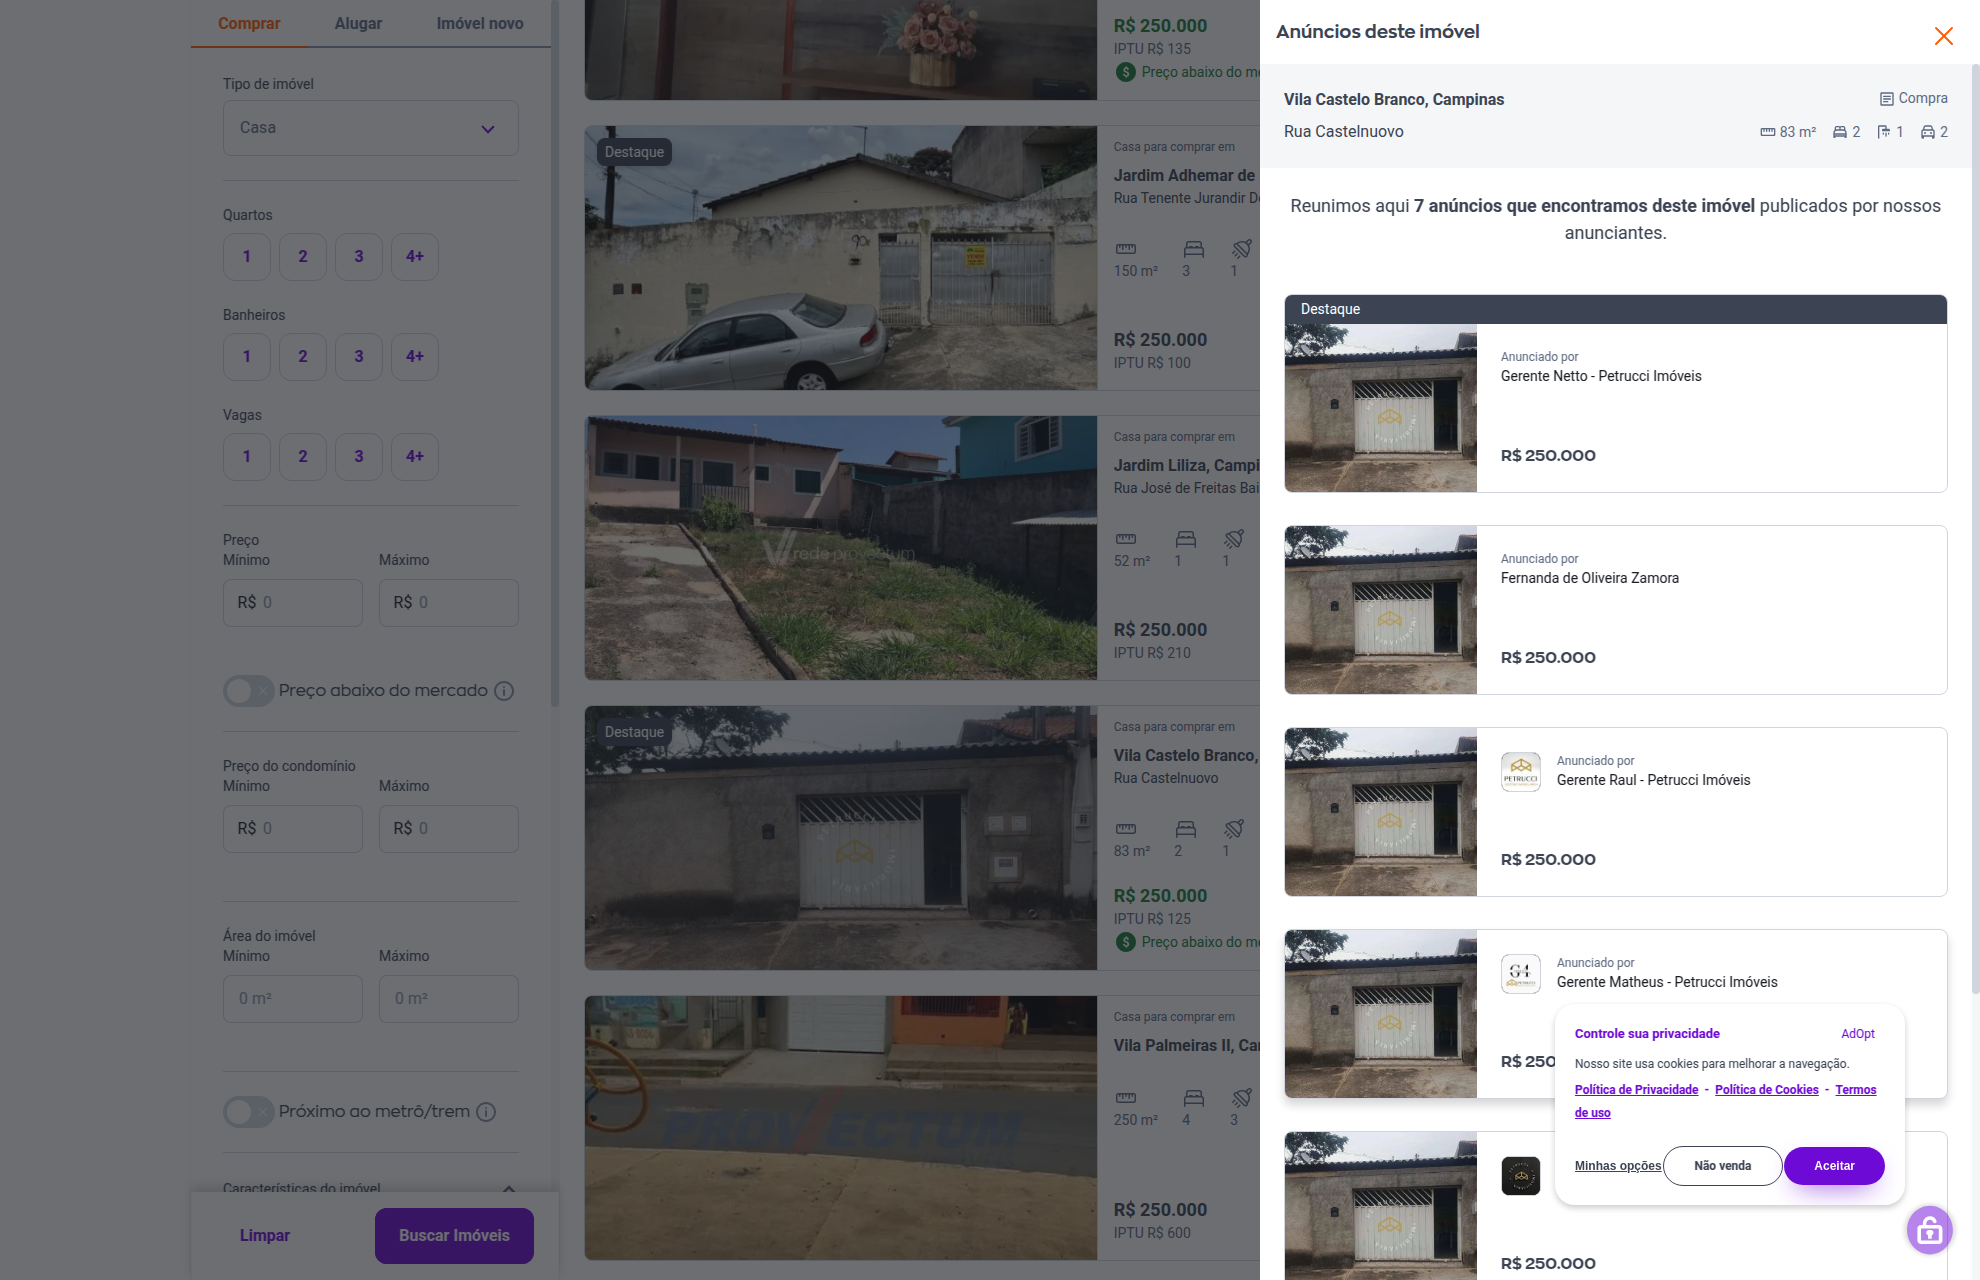 Comprar
Alugar
Imóvel novo
Tipo de imóvel
Casa
Quartos
1
2
3
4+
Banheiros
1
2
3
4+
Vagas
1
2
3
4+
Preço
Mínimo
Máximo
R$ 0
R$ 0
Preço abaixo do mercado
Preço do condomínio
Mínimo
Máximo
R$ 0
R$ 0
Área do imóvel
Mínimo
Máximo
0 m²
0 m²
Próximo ao metrô/trem
Características do imóvel
Limpar
Buscar Imóveis
R$ 250.000
IPTU R$ 135
Preço abaixo do me
Destaque
Casa para comprar em
Jardim Adhemar de
Rua Tenente Jurandir D
150 m²
3
1
R$ 250.000
IPTU R$ 100
rede provectum
Casa para comprar em
Jardim Liliza, Campi
Rua José de Freitas Bai
52 m²
1
1
R$ 250.000
IPTU R$ 210
Destaque
Casa para comprar em
Vila Castelo Branco,
Rua Castelnuovo
83 m²
2
1
R$ 250.000
IPTU R$ 125
Preço abaixo do me
PROVECTUM
Casa para comprar em
Vila Palmeiras II, Ca
250 m²
4
3
R$ 250.000
IPTU R$ 600
Anúncios deste imóvel
Vila Castelo Branco, Campinas
Compra
Rua Castelnuovo
83 m²
2
1
2
Reunimos aqui 7 anúncios que encontramos deste imóvel publicados por nossos
anunciantes.
Destaque
Anunciado por
Gerente Netto - Petrucci Imóveis
R$ 250.000
Anunciado por
Fernanda de Oliveira Zamora
R$ 250.000
PETRUCCI
Anunciado por
Gerente Raul - Petrucci Imóveis
R$ 250.000
G4
Anunciado por
Gerente Matheus - Petrucci Imóveis
R$ 250
Controle sua privacidade
AdOpt
Nosso site usa cookies para melhorar a navegação.
Política de Privacidade - Política de Cookies - Termos
de uso
Minhas opções
Não venda
Aceitar
R$ 250.000